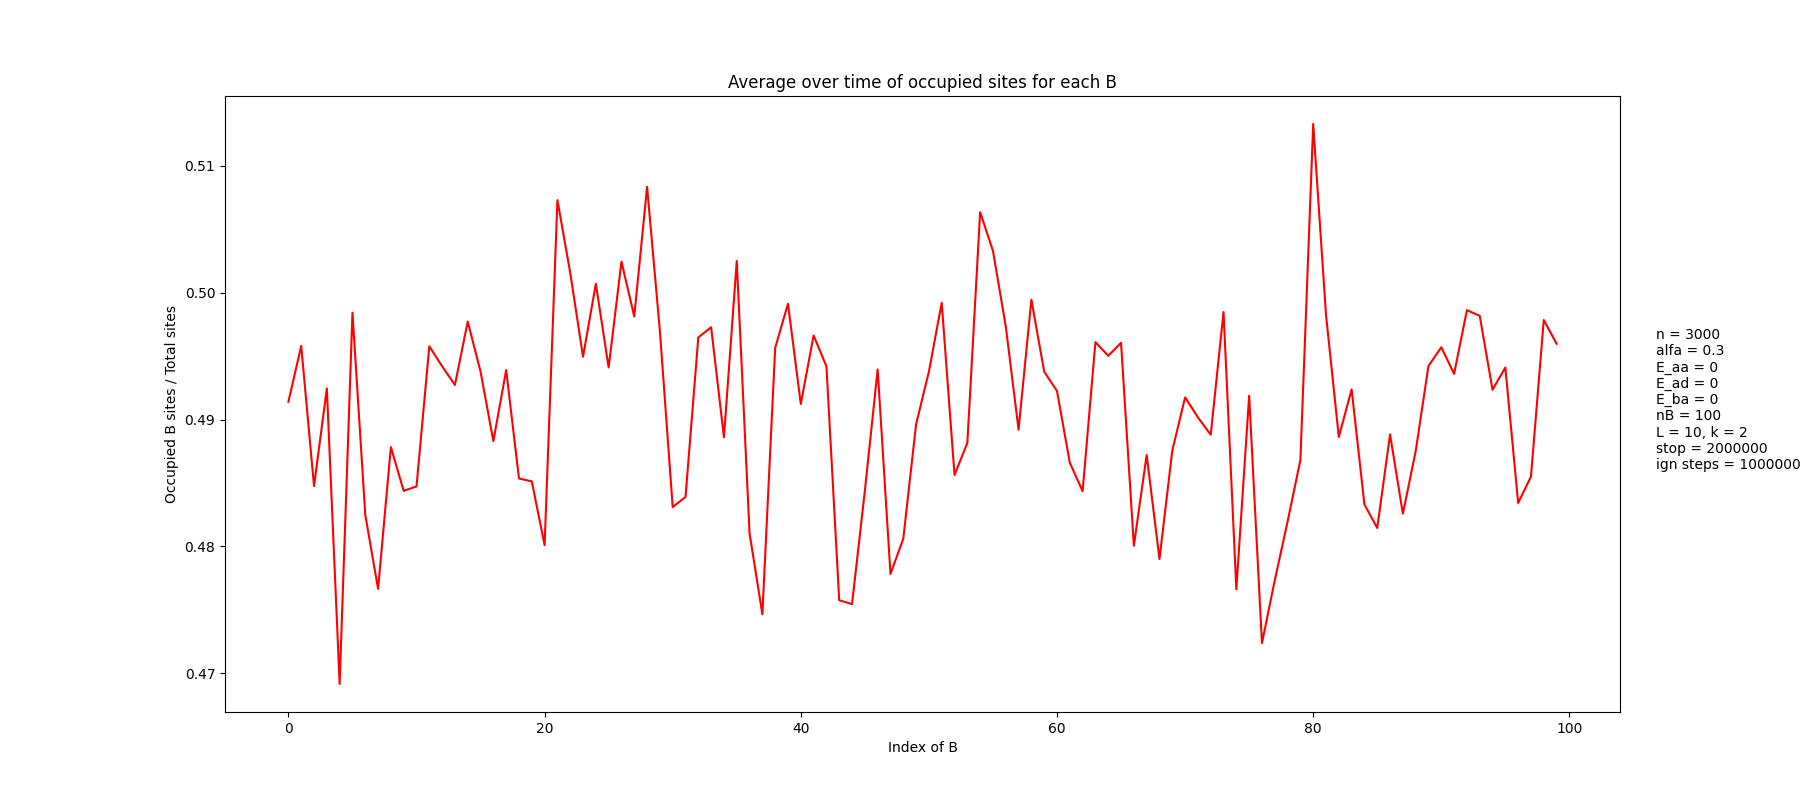 Average over time of occupied sites for each B
0.51
0.50
0.49
0.48
0.47
Occupied B sites / Total sites
0
20
40
60
80
100
Index of B
n = 3000
alfa = 0.3
E_aa = 0
E_ad = 0
E_ba = 0
nB = 100
L = 10, k = 2
stop = 2000000
ign steps = 1000000